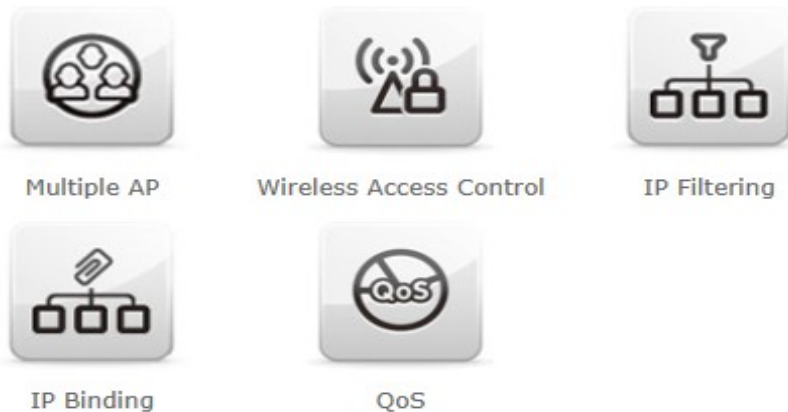 Multiple AP
Wireless Access Control
IP Filtering
QoS
IP Binding
QoS